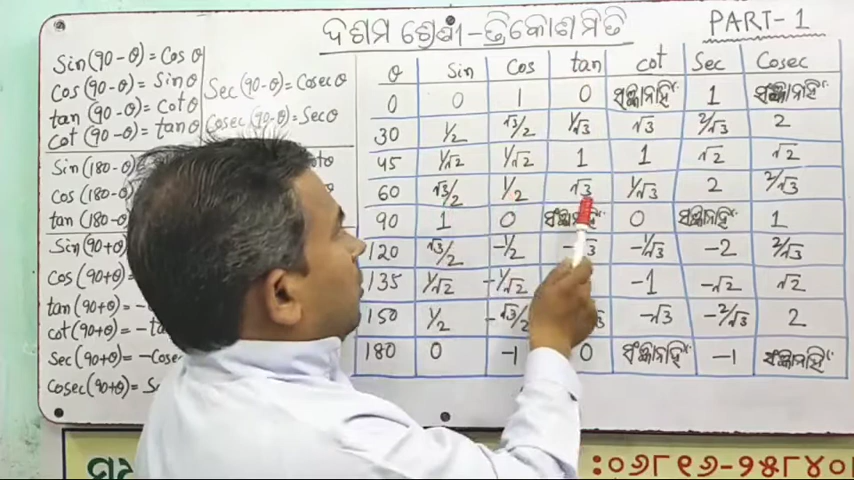 ଦଶମ ଶ୍ରେଣୀ-ତ୍ରିକୋଣମିତି
PART-1
Sin(90-θ)= Cos θ
Cos(90-θ)= Sin θ
tan(90-θ)= Cot θ
Cot(90-θ)= tan θ
Sec(90-θ)= Cosec θ
Cosec(90-θ)= Sec θ
Sin(180-θ)
Cos(180-θ)
tan(180-θ)
Sin(90+θ)
Cos(90+θ)=
tan(90+θ)= -
Cot(90+θ)= -ta
Sec(90+θ)= -Cose
Cosec(90+θ)= S
θ Sin Cos tan cot Sec Cosec
0 0 1 0 ସଂଜ୍ଞାନାହିଁ 1 ସଂଜ୍ଞାନାହିଁ
30 1/2 √3/2 1/√3 √3 2/√3 2
45 1/√2 1/√2 1 1 √2 √2
60 √3/2 1/2 √3 1/√3 2 2/√3
90 1 0 ସଂଜ୍ଞାନାହିଁ 0 ସଂଜ୍ଞାନାହିଁ 1
120 √3/2 -1/2 -√3 -1/√3 -2 2/√3
135 1/√2 -1/√2 -1 -√2 √2
150 1/2 -√3/2 -√3 -2/√3 2
180 0 -1 0 ସଂଜ୍ଞାନାହିଁ -1 ସଂଜ୍ଞାନାହିଁ